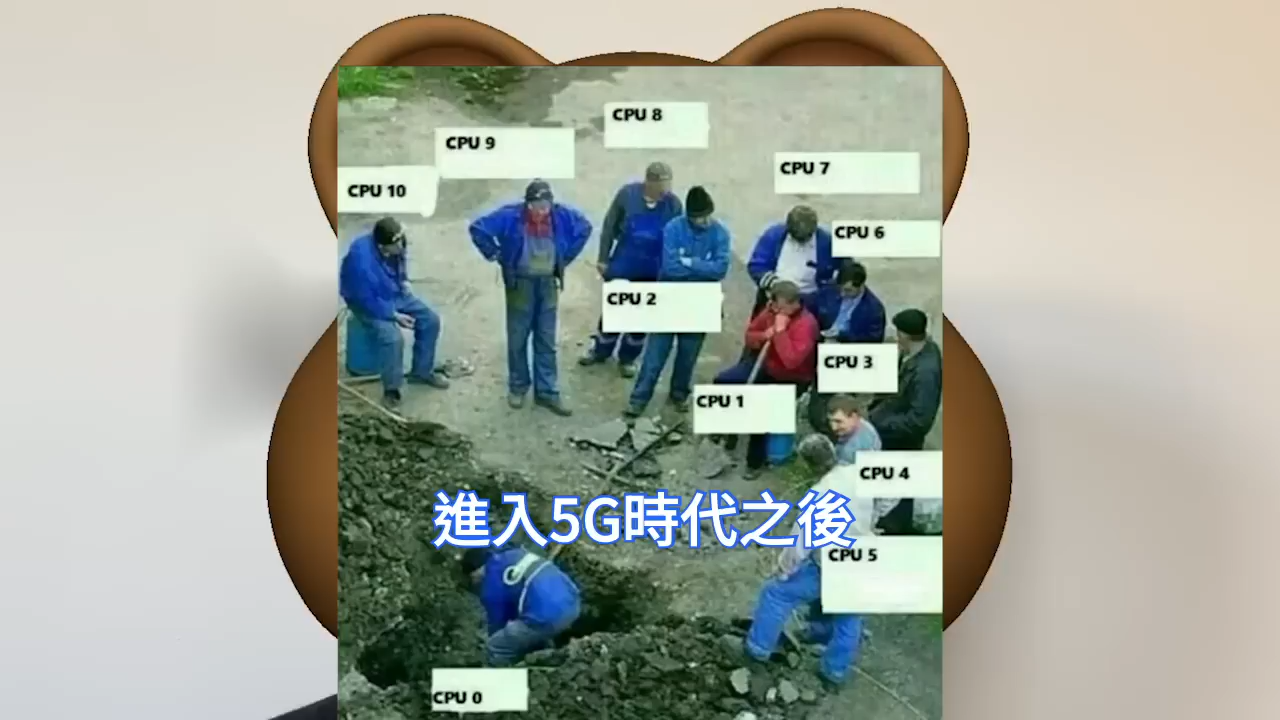 CPU 8
CPU 9
CPU 7
CPU 10
CPU 6
CPU 2
CPU 3
CPU 1
CPU 4
進入5G時代之後
CPU 5
CPU 0